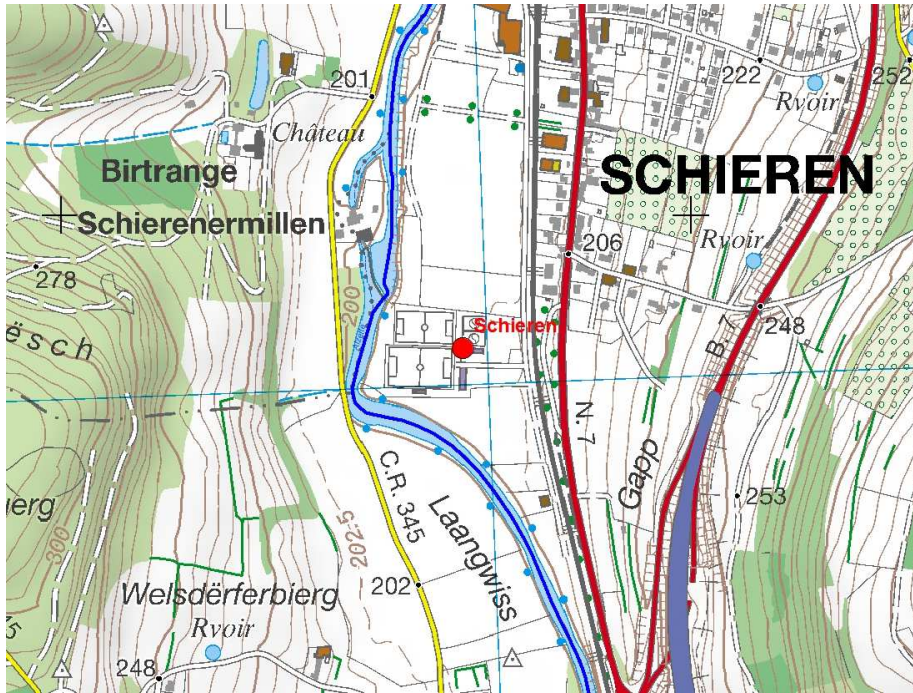 201
222
252
Rvoir
Château
Birtrange
SCHIEREN
Schierenermillen
206
Rvoir
278
200
Schieren
248
ësch
B.7
N.7
Gapp
C.R. 345
253
300
202.5
Laangwiss
Welsdërferbierg
202
Rvoir
248